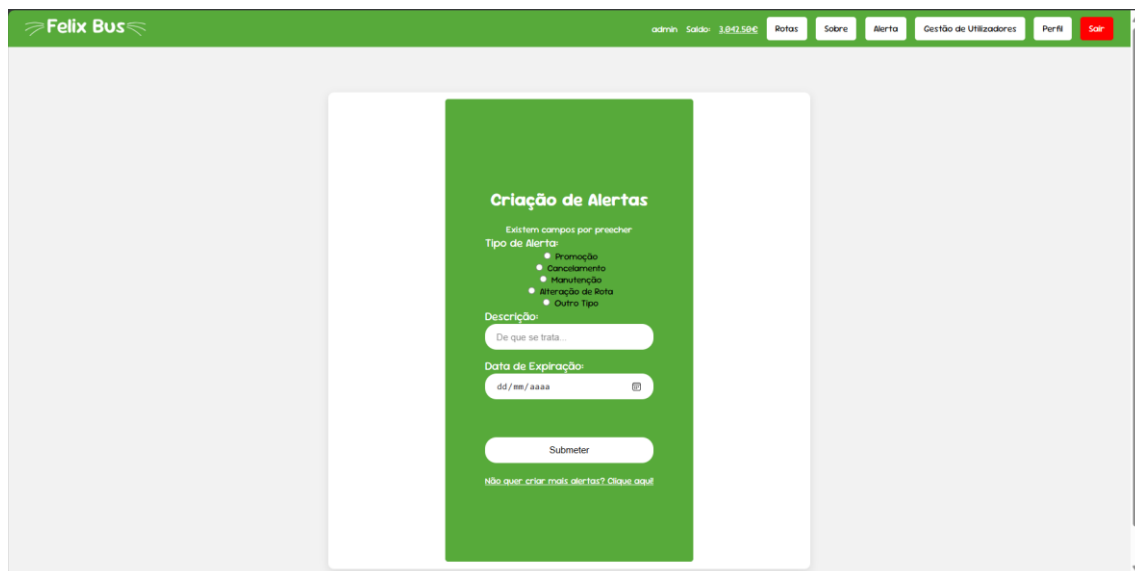 Felix Bus
admin Saldo: 3.042.50€ Rotas Sobre Alerta Gestão de Utilizadores Perfil Sair
Criação de Alertas
Existem campos por preecher
Tipo de Alerta:
Promoção
Cancelamento
Manutenção
Alteração de Rota
Outro Tipo
Descrição:
De que se trata...
Data de Expiração:
dd/mm/aaaa
Submeter
Não quer criar mais alertas? Clique aqui!